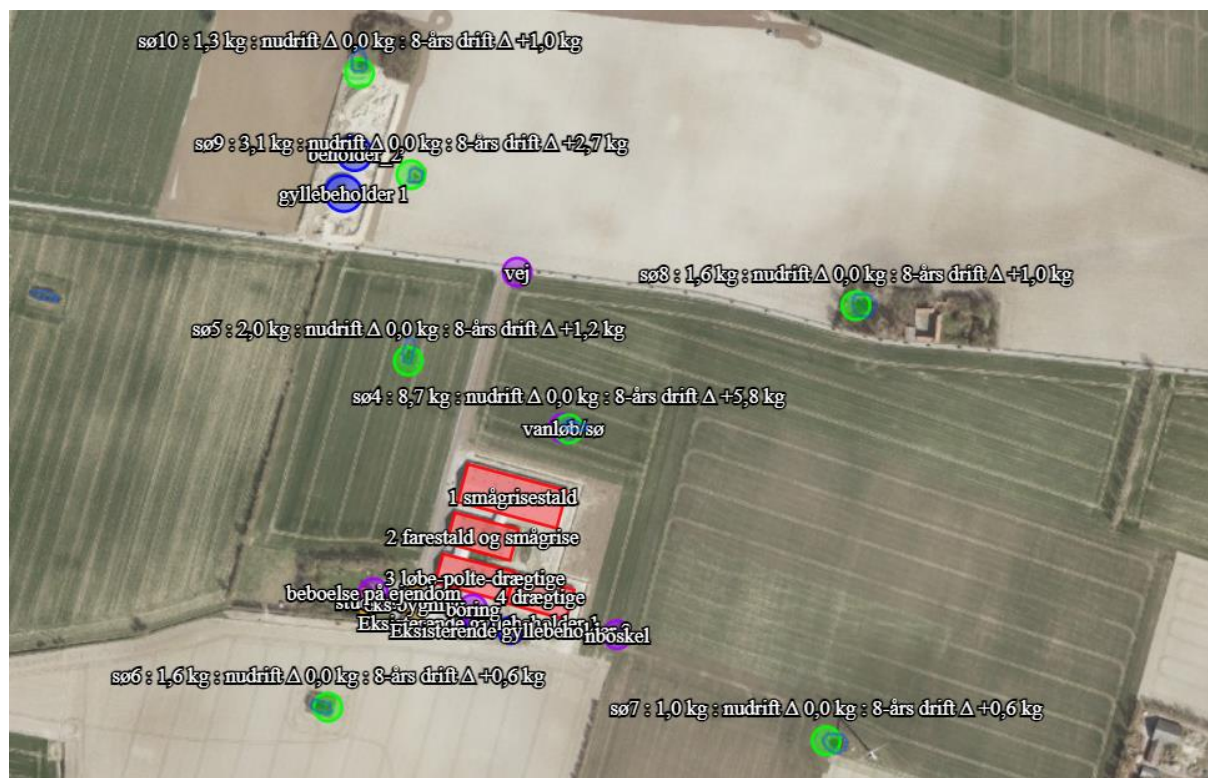 sø10 : 1,3 kg : nudrift Δ 0,0 kg : 8-års drift Δ +1,0 kg
sø9 : 3,1 kg : nudrift Δ 0,0 kg : 8-års drift Δ +2,7 kg
beholder_2
gyllebeholder 1
vej
sø8 : 1,6 kg : nudrift Δ 0,0 kg : 8-års drift Δ +1,0 kg
sø5 : 2,0 kg : nudrift Δ 0,0 kg : 8-års drift Δ +1,2 kg
sø4 : 8,7 kg : nudrift Δ 0,0 kg : 8-års drift Δ +5,8 kg
vanløb/sø
1 smågrisestald
2 farestald og smågrise
3 løbe-polte-drægtige
beboelse på ejendom
4 drægtige
boring
Eksisterende gyllebeholder 1
Eksisterende gyllebeholder 2
nboskel
sø6 : 1,6 kg : nudrift Δ 0,0 kg : 8-års drift Δ +0,6 kg
sø7 : 1,0 kg : nudrift Δ 0,0 kg : 8-års drift Δ +0,6 kg